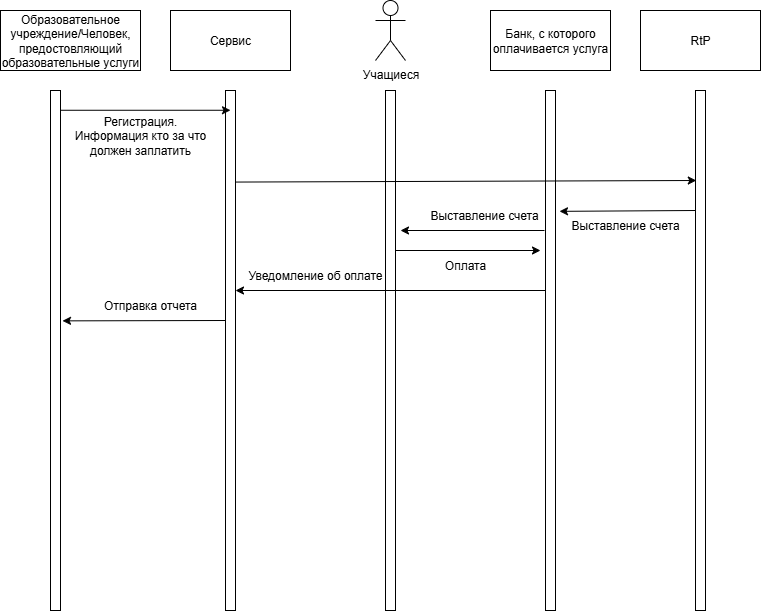 Образовательное
учреждение/Человек,
предостовляющий
образовательные услуги
Сервис
Учащиеся
Банк, с которого
оплачивается услуга
RtP
Регистрация.
Информация кто за что
должен заплатить
Выставление счета
Выставление счета
Оплата
Уведомление об оплате
Отправка отчета